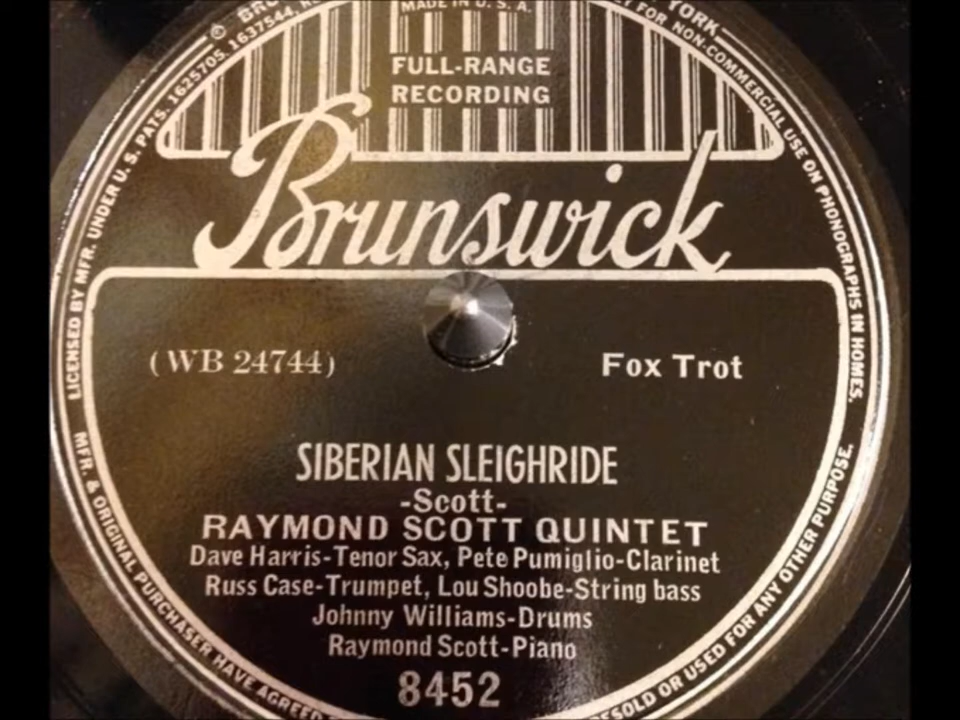 MADE IN U.S.A.
FULL-RANGE
RECORDING
Brunswick
(WB 24744)
Fox Trot
SIBERIAN SLEIGHRIDE
-Scott-
RAYMOND SCOTT QUINTET
Dave Harris-Tenor Sax, Pete Pumiglio-Clarinet
Russ Case-Trumpet, Lou Shoobe-String bass
Johnny Williams-Drums
Raymond Scott-Piano
8452
LICENSED BY MFR. UNDER U.S. PATS. 1625705, 1637544,
YORK
FOR NON-COMMERCIAL USE ON PHONOGRAPHS IN HOMES.
MFR. & ORIGINAL PURCHASER HAVE AGREED
RESOLD OR USED FOR ANY OTHER PURPOSE.